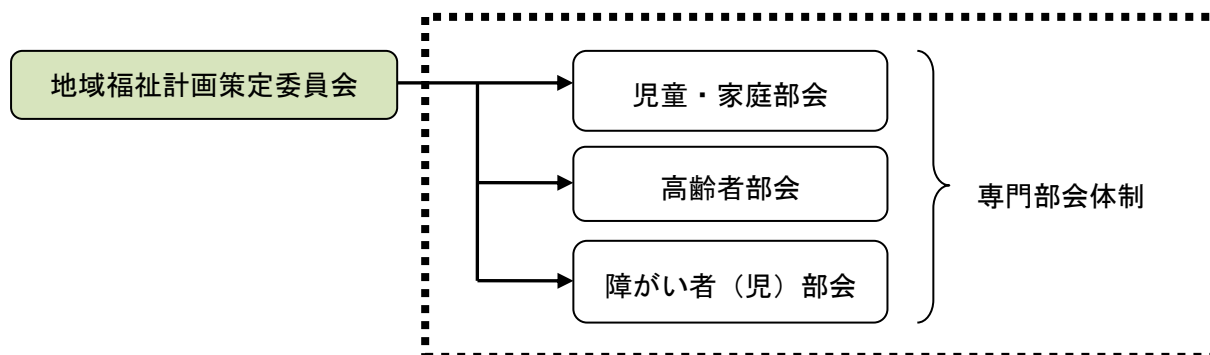 地域福祉計画策定委員会
児童・家庭部会
高齢者部会
障がい者（児）部会
専門部会体制